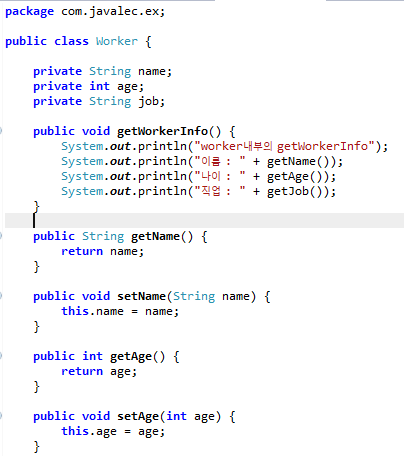 package com.javalec.ex;
public class Worker {
private String name;
private int age;
private String job;
public void getWorkerInfo() {
System.out.println("worker내부의 getWorkerInfo");
System.out.println("이름 : " + getName());
System.out.println("나이 : " + getAge());
System.out.println("직업 : " + getJob());
}
public String getName() {
return name;
}
public void setName(String name) {
this.name = name;
}
public int getAge() {
return age;
}
public void setAge(int age) {
this.age = age;
}